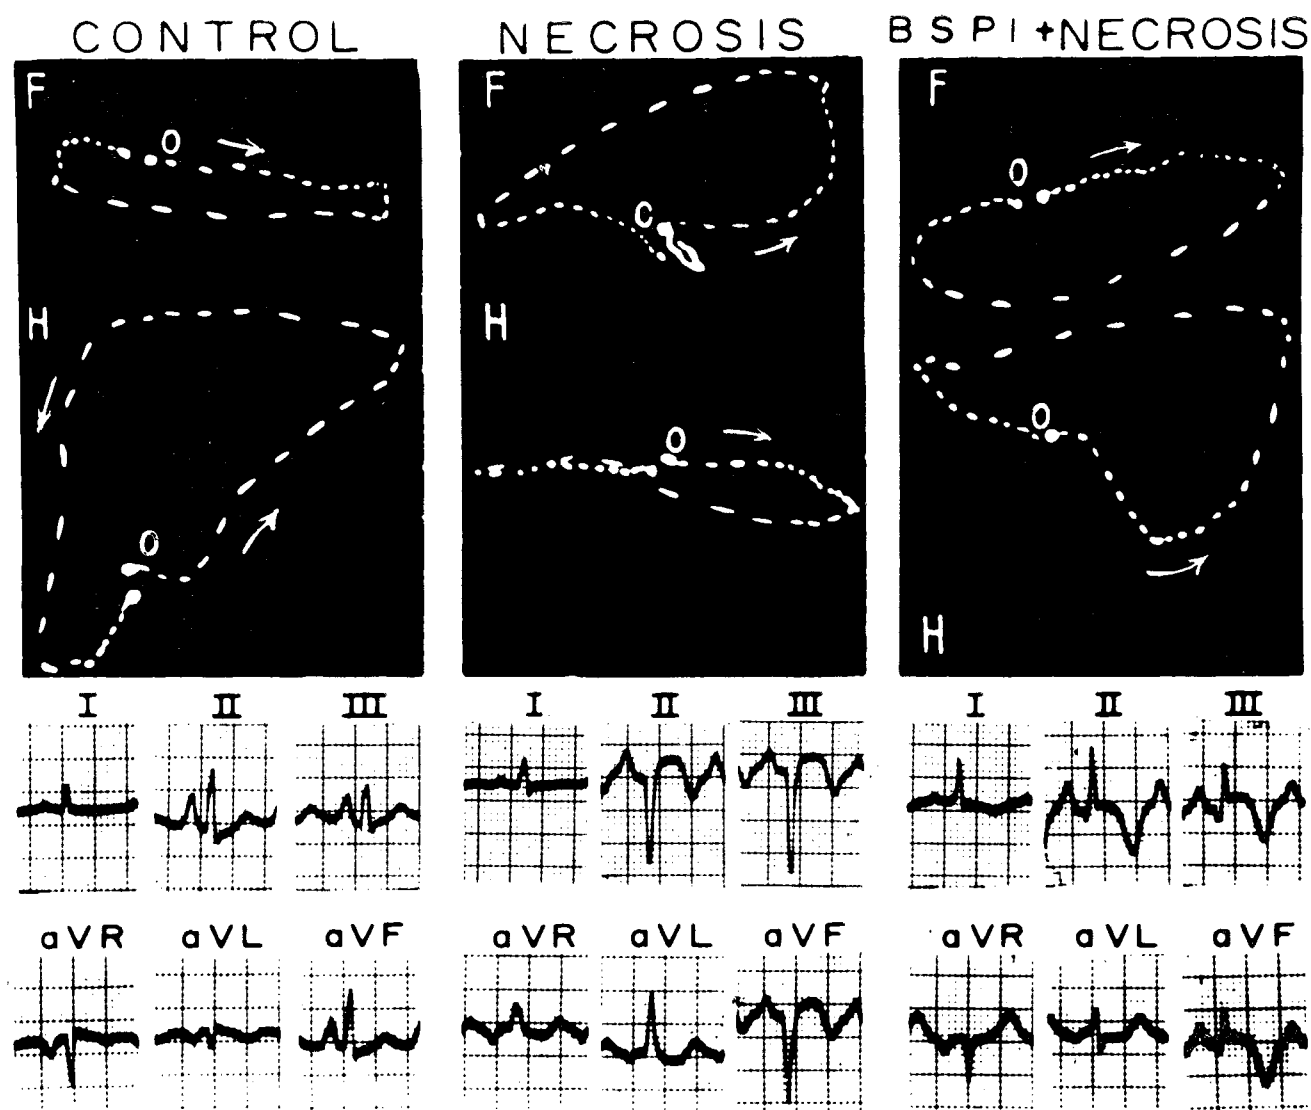 CONTROL NECROSIS BSPI + NECROSIS
F F F
O C O
H H
O O O
H
I II III I II III I II III
aVR aVL aVF aVR aVL aVF aVR aVL aVF